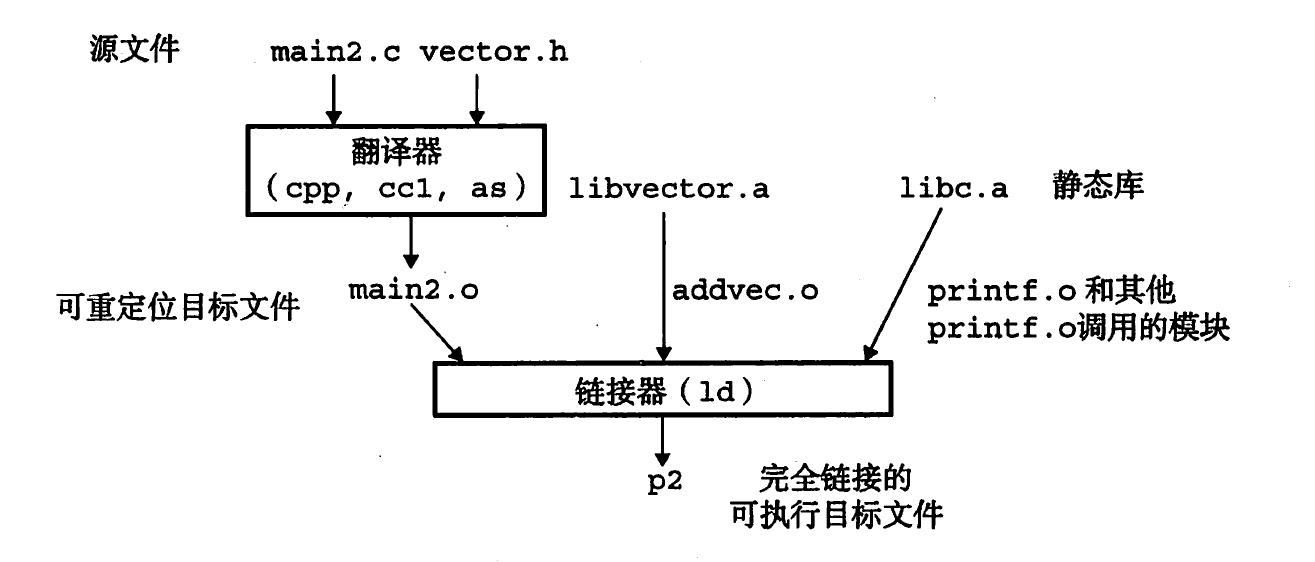 源文件 main2.c vector.h
翻译器
(cpp, cc1, as)
libvector.a
libc.a 静态库
可重定位目标文件
main2.o
addvec.o
printf.o 和其他
printf.o调用的模块
链接器(ld)
p2
完全链接的
可执行目标文件